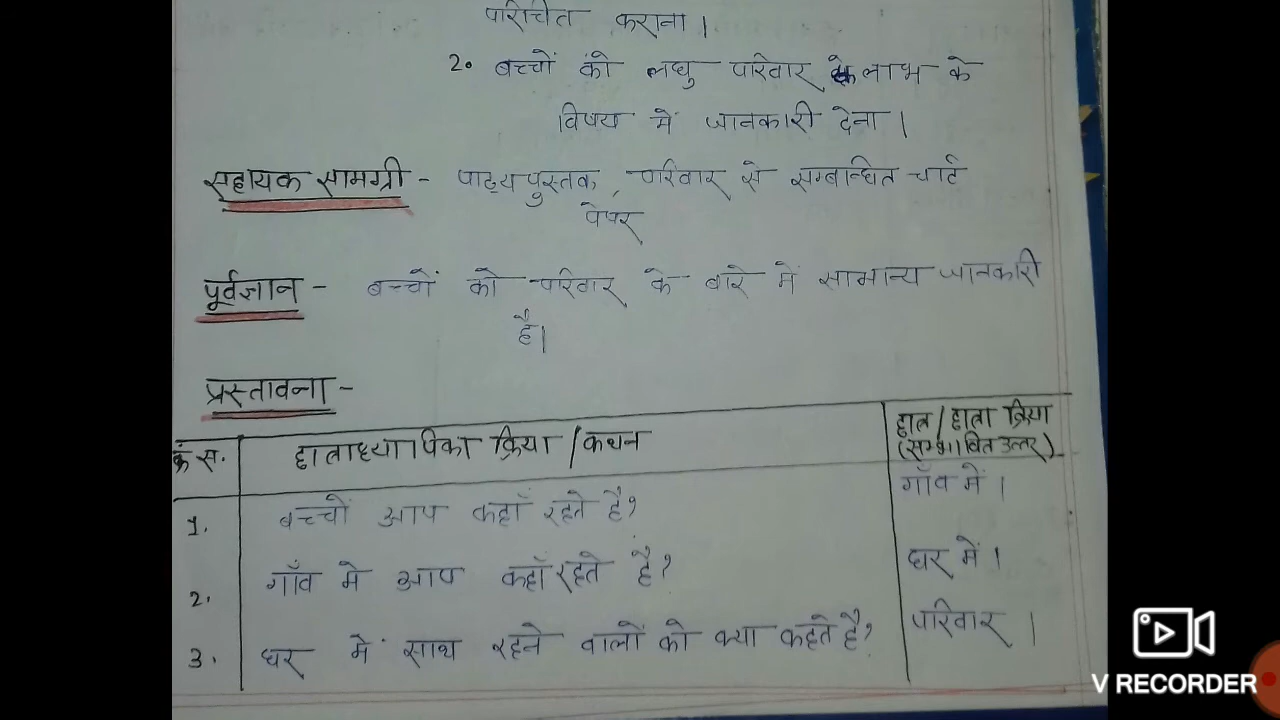 परिचित कराना।
2. बच्चों को लघु परिवार के लाभ के
विषय में जानकारी देना।
सहायक सामग्री - पाठ्यपुस्तक, परिवार से सम्बन्धित चार्ट
पेपर
पूर्वज्ञान - बच्चों को परिवार के बारे में सामान्य जानकारी
है।
प्रस्तावना -
क्र.स. छात्राध्यापिका क्रिया/कथन छात्र/छात्रा क्रिया
(सम्भावित उत्तर)
1. बच्चों आप कहाँ रहते है? गाँव में।
2. गाँव मे आप कहाँ रहते है? घर में।
3. घर में साथ रहने वालों को क्या कहते है? परिवार।
V RECORDER